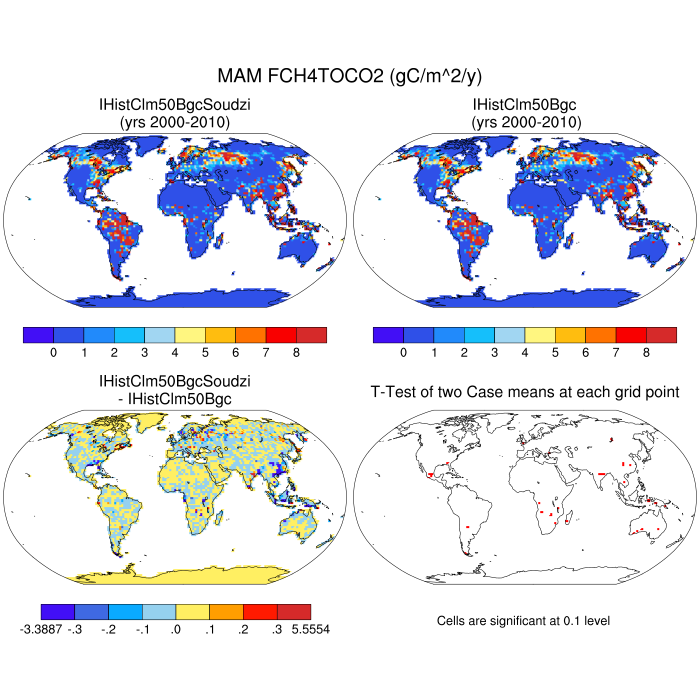 MAM FCH4TOCO2 (gC/m^2/y)
IHistClm50BgcSoudzi
(yrs 2000-2010)
IHistClm50Bgc
(yrs 2000-2010)
0 1 2 3 4 5 6 7 8
0 1 2 3 4 5 6 7 8
IHistClm50BgcSoudzi
- IHistClm50Bgc
T-Test of two Case means at each grid point
-3.3887 -.3 -.2 -.1 .0 .1 .2 .3 5.5554
Cells are significant at 0.1 level